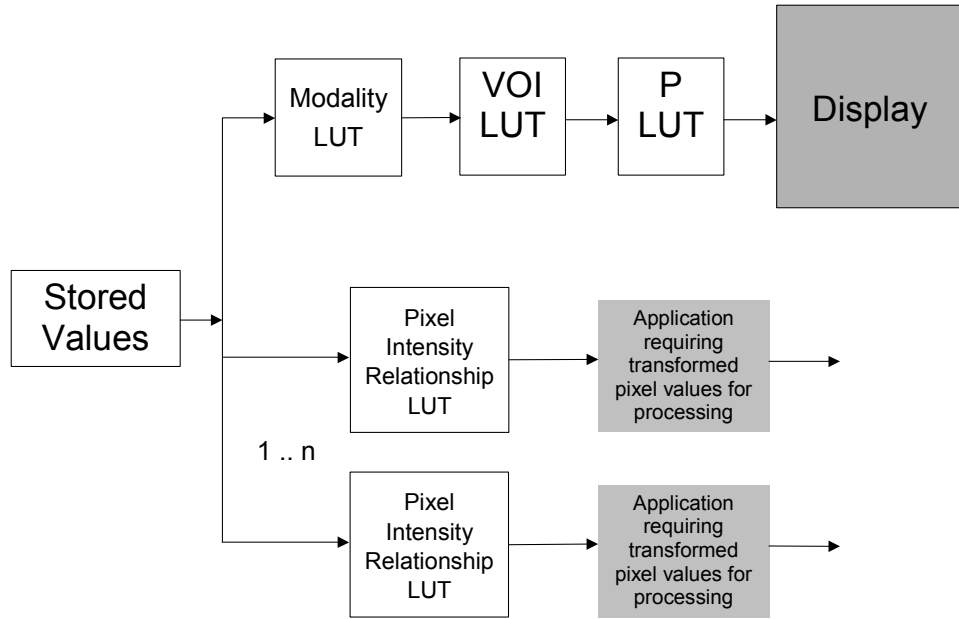 Modality
LUT
VOI
LUT
P
LUT
Display
Stored
Values
Pixel
Intensity
Relationship
LUT
Application
requiring
transformed
pixel values for
processing
1 .. n
Pixel
Intensity
Relationship
LUT
Application
requiring
transformed
pixel values for
processing